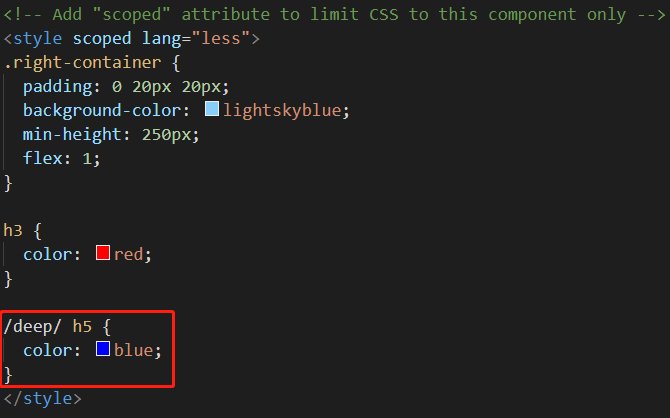 <!-- Add "scoped" attribute to limit CSS to this component only -->
<style scoped lang="less">
.right-container {
  padding: 0 20px 20px;
  background-color: lightskyblue;
  min-height: 250px;
  flex: 1;
}

h3 {
  color: red;
}

/deep/ h5 {
  color: blue;
}
</style>